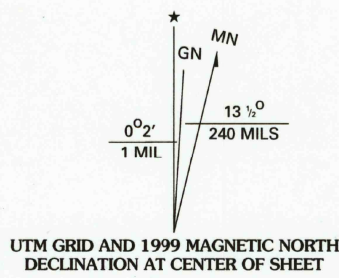 ★
MN
GN
13 ½°
240 MILS
0°2′
1 MIL
UTM GRID AND 1999 MAGNETIC NORTH
DECLINATION AT CENTER OF SHEET